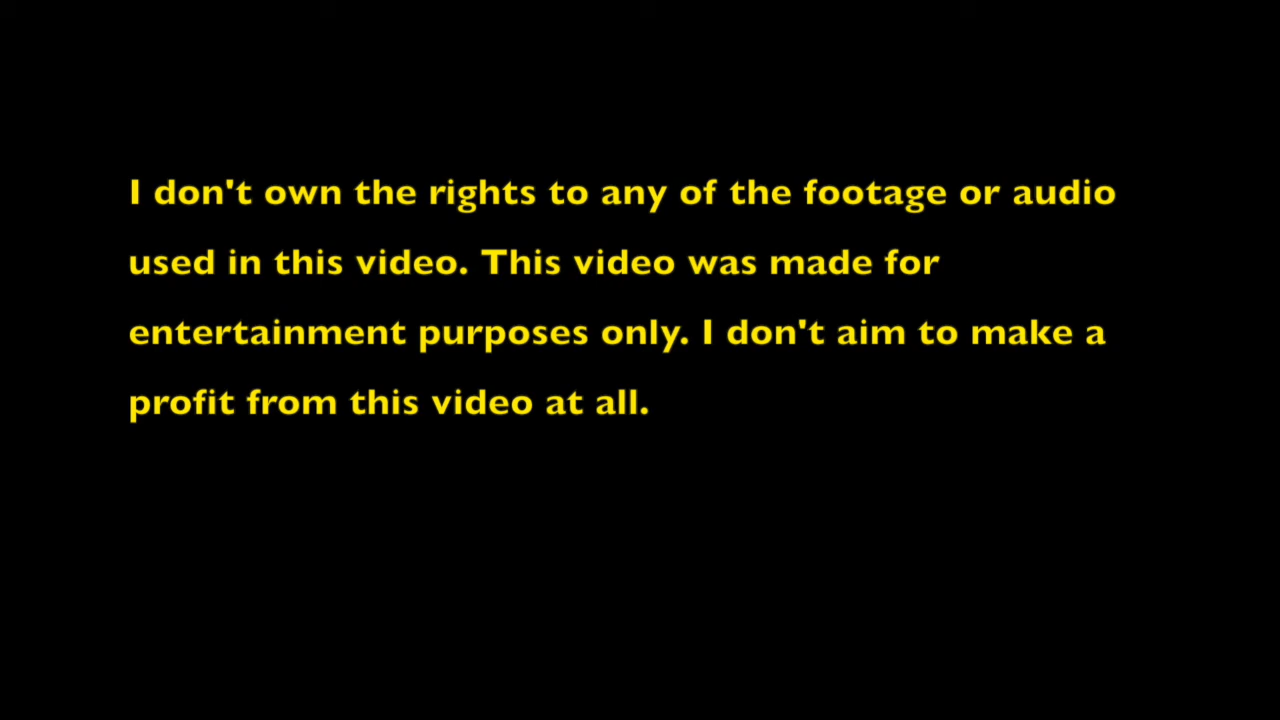 I don't own the rights to any of the footage or audio
used in this video. This video was made for
entertainment purposes only. I don't aim to make a
profit from this video at all.